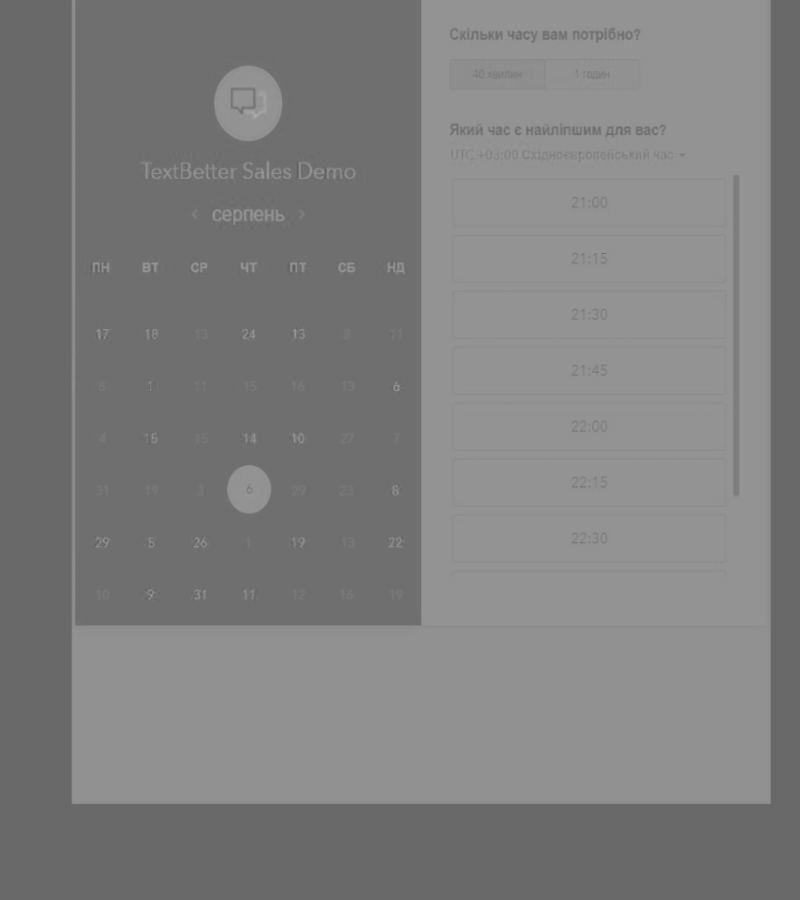 Скільки часу вам потрібно?
40 хвилин 1 годин
TextBetter Sales Demo
серпень
ПН ВТ СР ЧТ ПТ СБ НД
17 18 13 24 13 8 21
8 1 11 15 16 13 6
4 15 15 14 10 27 7
31 19 3 6 29 23 8
29 5 26 1 19 13 22
10 9 31 11 12 16 19
Який час є найліпшим для вас?
UTC +03:00 Східноєвропейський час
21:00
21:15
21:30
21:45
22:00
22:15
22:30